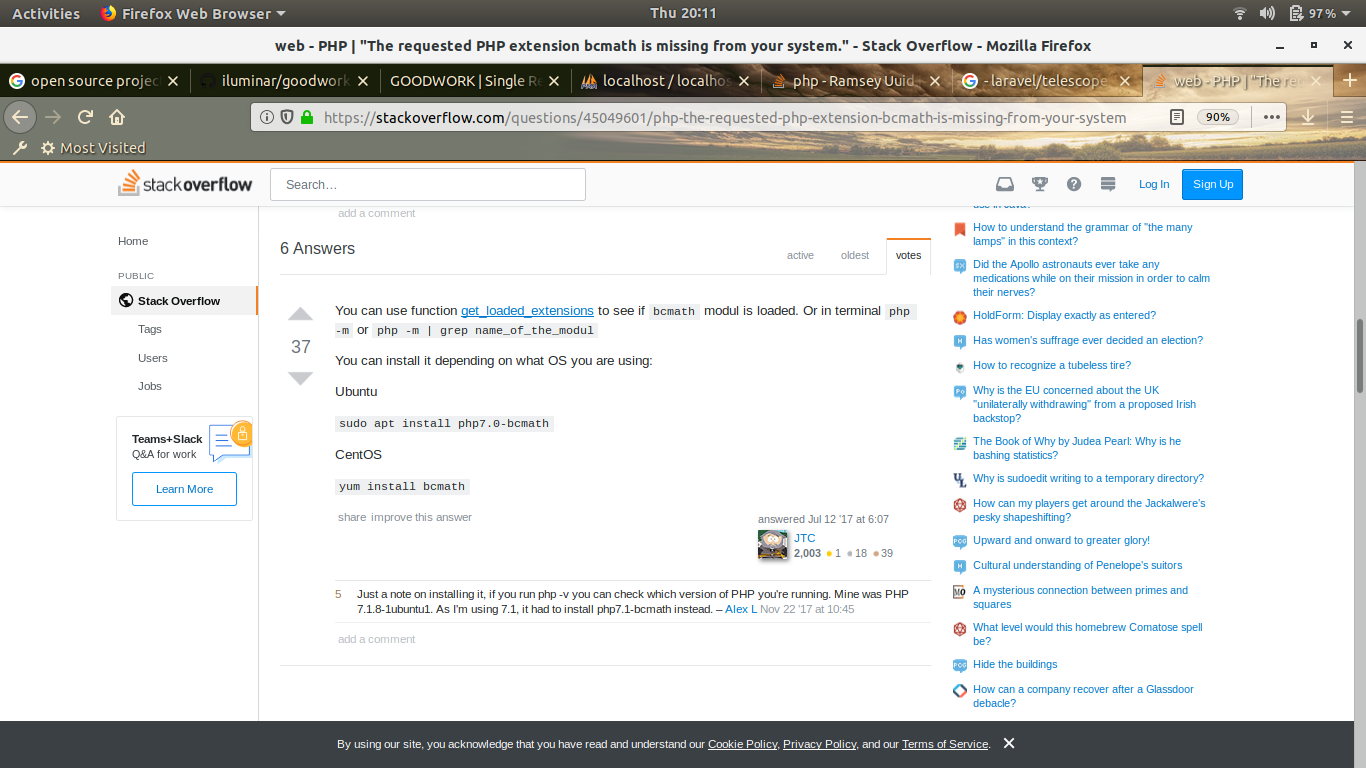 Activities Firefox Web Browser Thu 20:11 97%
web - PHP | "The requested PHP extension bcmath is missing from your system." - Stack Overflow - Mozilla Firefox
open source projec iluminar/goodwork GOODWORK | Single Re localhost / localhos php - Ramsey Uuid - laravel/telescope web - PHP | "The re
https://stackoverflow.com/questions/45049601/php-the-requested-php-extension-bcmath-is-missing-from-your-system 90%
Most Visited
stackoverflow Search… Log In Sign Up
add a comment
Home
PUBLIC
Stack Overflow
Tags
Users
Jobs
Teams+Slack
Q&A for work
Learn More
6 Answers active oldest votes
37
You can use function get_loaded_extensions to see if bcmath modul is loaded. Or in terminal php
-m or php -m | grep name_of_the_modul
You can install it depending on what OS you are using:
Ubuntu
sudo apt install php7.0-bcmath
CentOS
yum install bcmath
share improve this answer
answered Jul 12 '17 at 6:07
JTC
2,003 1 18 39
5 Just a note on installing it, if you run php -v you can check which version of PHP you're running. Mine was PHP
7.1.8-1ubuntu1. As I'm using 7.1, it had to install php7.1-bcmath instead. – Alex L Nov 22 '17 at 10:45
add a comment
use in Java?
How to understand the grammar of "the many
lamps" in this context?
Did the Apollo astronauts ever take any
medications while on their mission in order to calm
their nerves?
HoldForm: Display exactly as entered?
Has women's suffrage ever decided an election?
How to recognize a tubeless tire?
Why is the EU concerned about the UK
"unilaterally withdrawing" from a proposed Irish
backstop?
The Book of Why by Judea Pearl: Why is he
bashing statistics?
Why is sudoedit writing to a temporary directory?
How can my players get around the Jackalwere's
pesky shapeshifting?
Upward and onward to greater glory!
Cultural understanding of Penelope's suitors
A mysterious connection between primes and
squares
What level would this homebrew Comatose spell
be?
Hide the buildings
How can a company recover after a Glassdoor
debacle?
By using our site, you acknowledge that you have read and understand our Cookie Policy, Privacy Policy, and our Terms of Service.